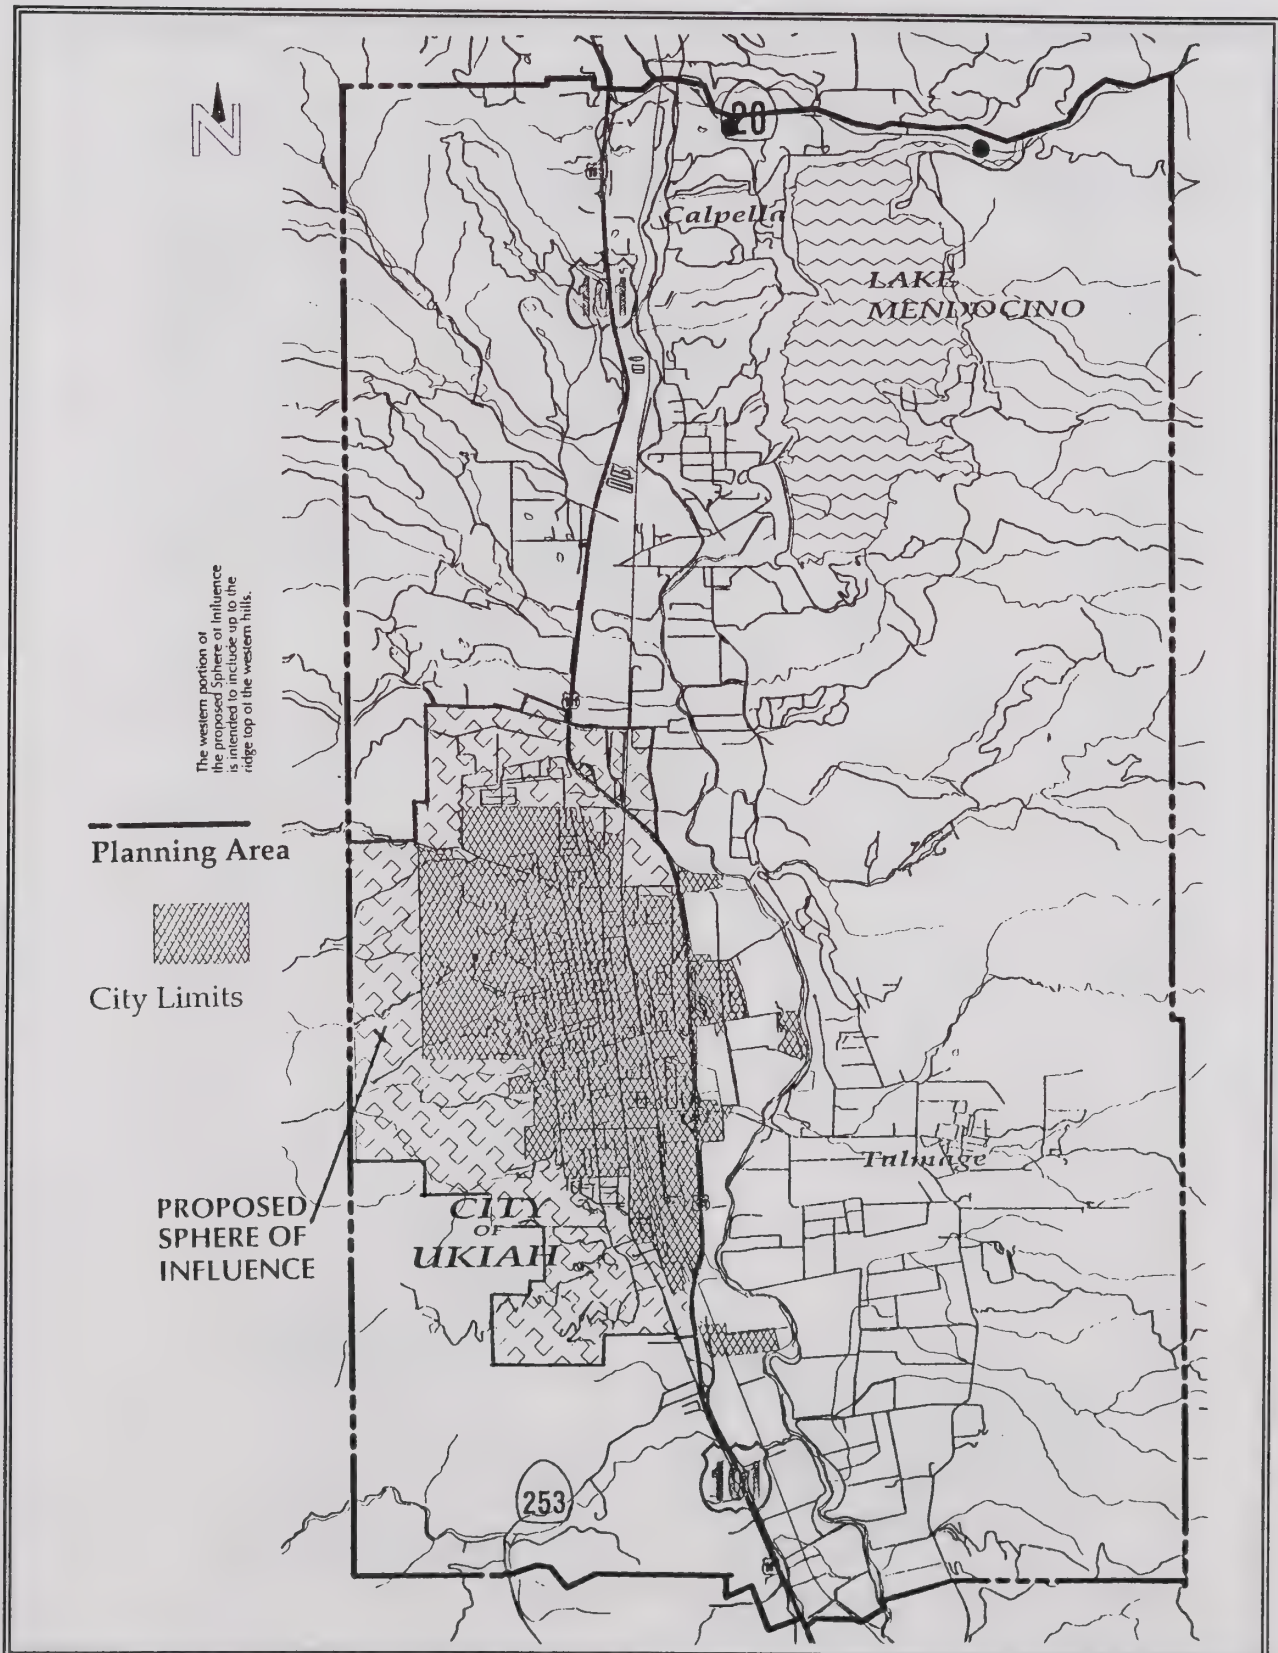 N
20
Calpella
101
LAKE
MENDOCINO
The western portion of
the proposed Sphere of Influence
is intended to include up to the
ridge top of the western hills.
Planning Area
City Limits
Talmage
PROPOSED
SPHERE OF
INFLUENCE
CITY
OF
UKIAH
101
253